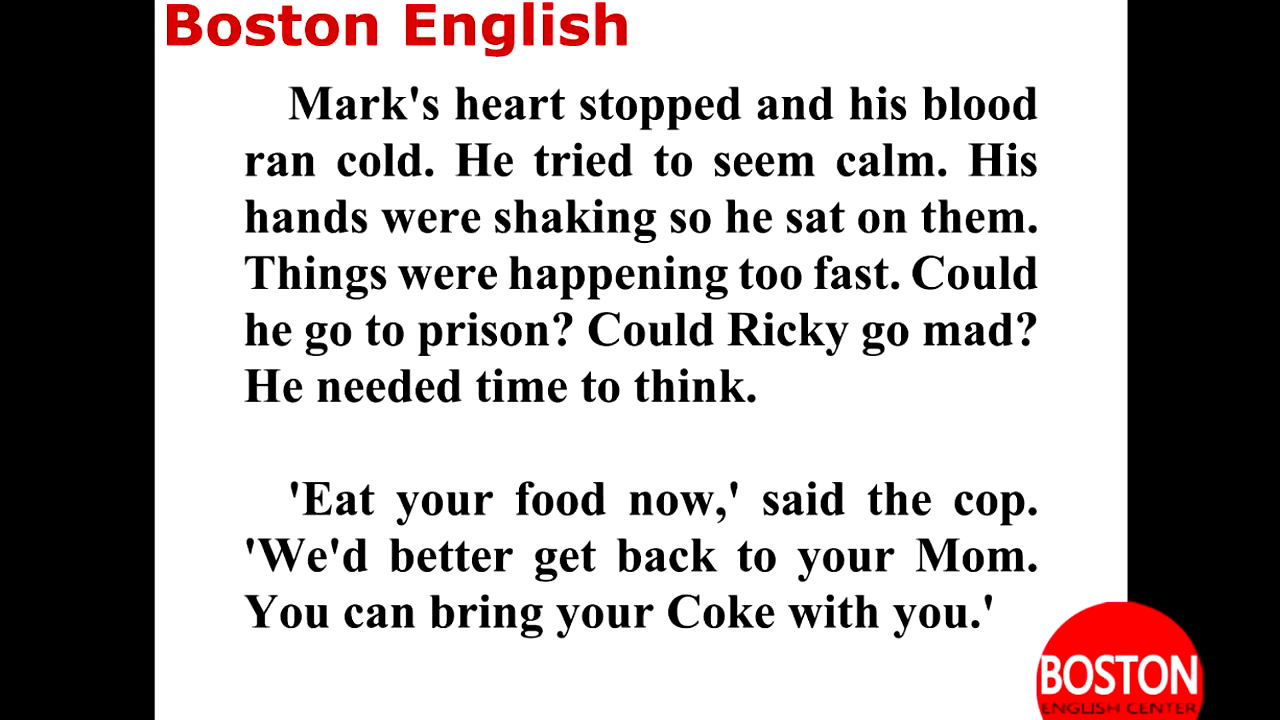 Boston English
Mark's heart stopped and his blood
ran cold. He tried to seem calm. His
hands were shaking so he sat on them.
Things were happening too fast. Could
he go to prison? Could Ricky go mad?
He needed time to think.
'Eat your food now,' said the cop.
'We'd better get back to your Mom.
You can bring your Coke with you.'
BOSTON
ENGLISH CENTER